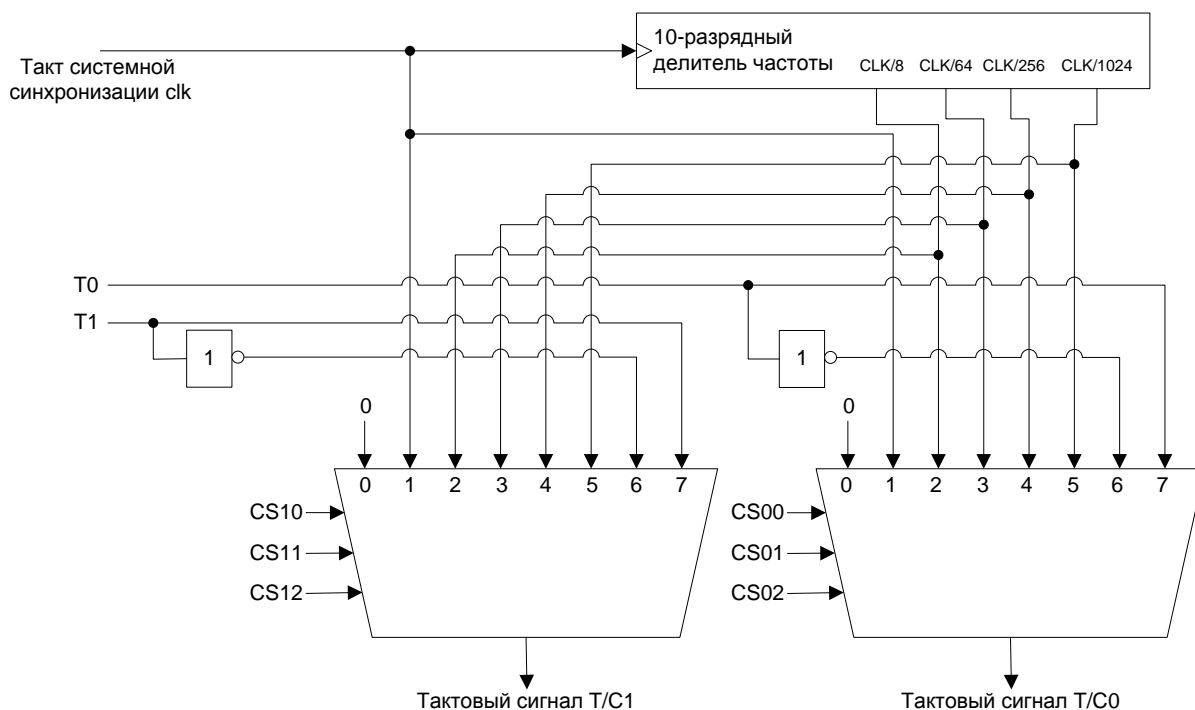 10-разрядный
делитель частоты
CLK/8 CLK/64 CLK/256 CLK/1024
Такт системной
синхронизации clk
T0
T1
1
1
0
0
0 1 2 3 4 5 6 7
0 1 2 3 4 5 6 7
CS10
CS11
CS12
CS00
CS01
CS02
Тактовый сигнал T/C1
Тактовый сигнал T/C0